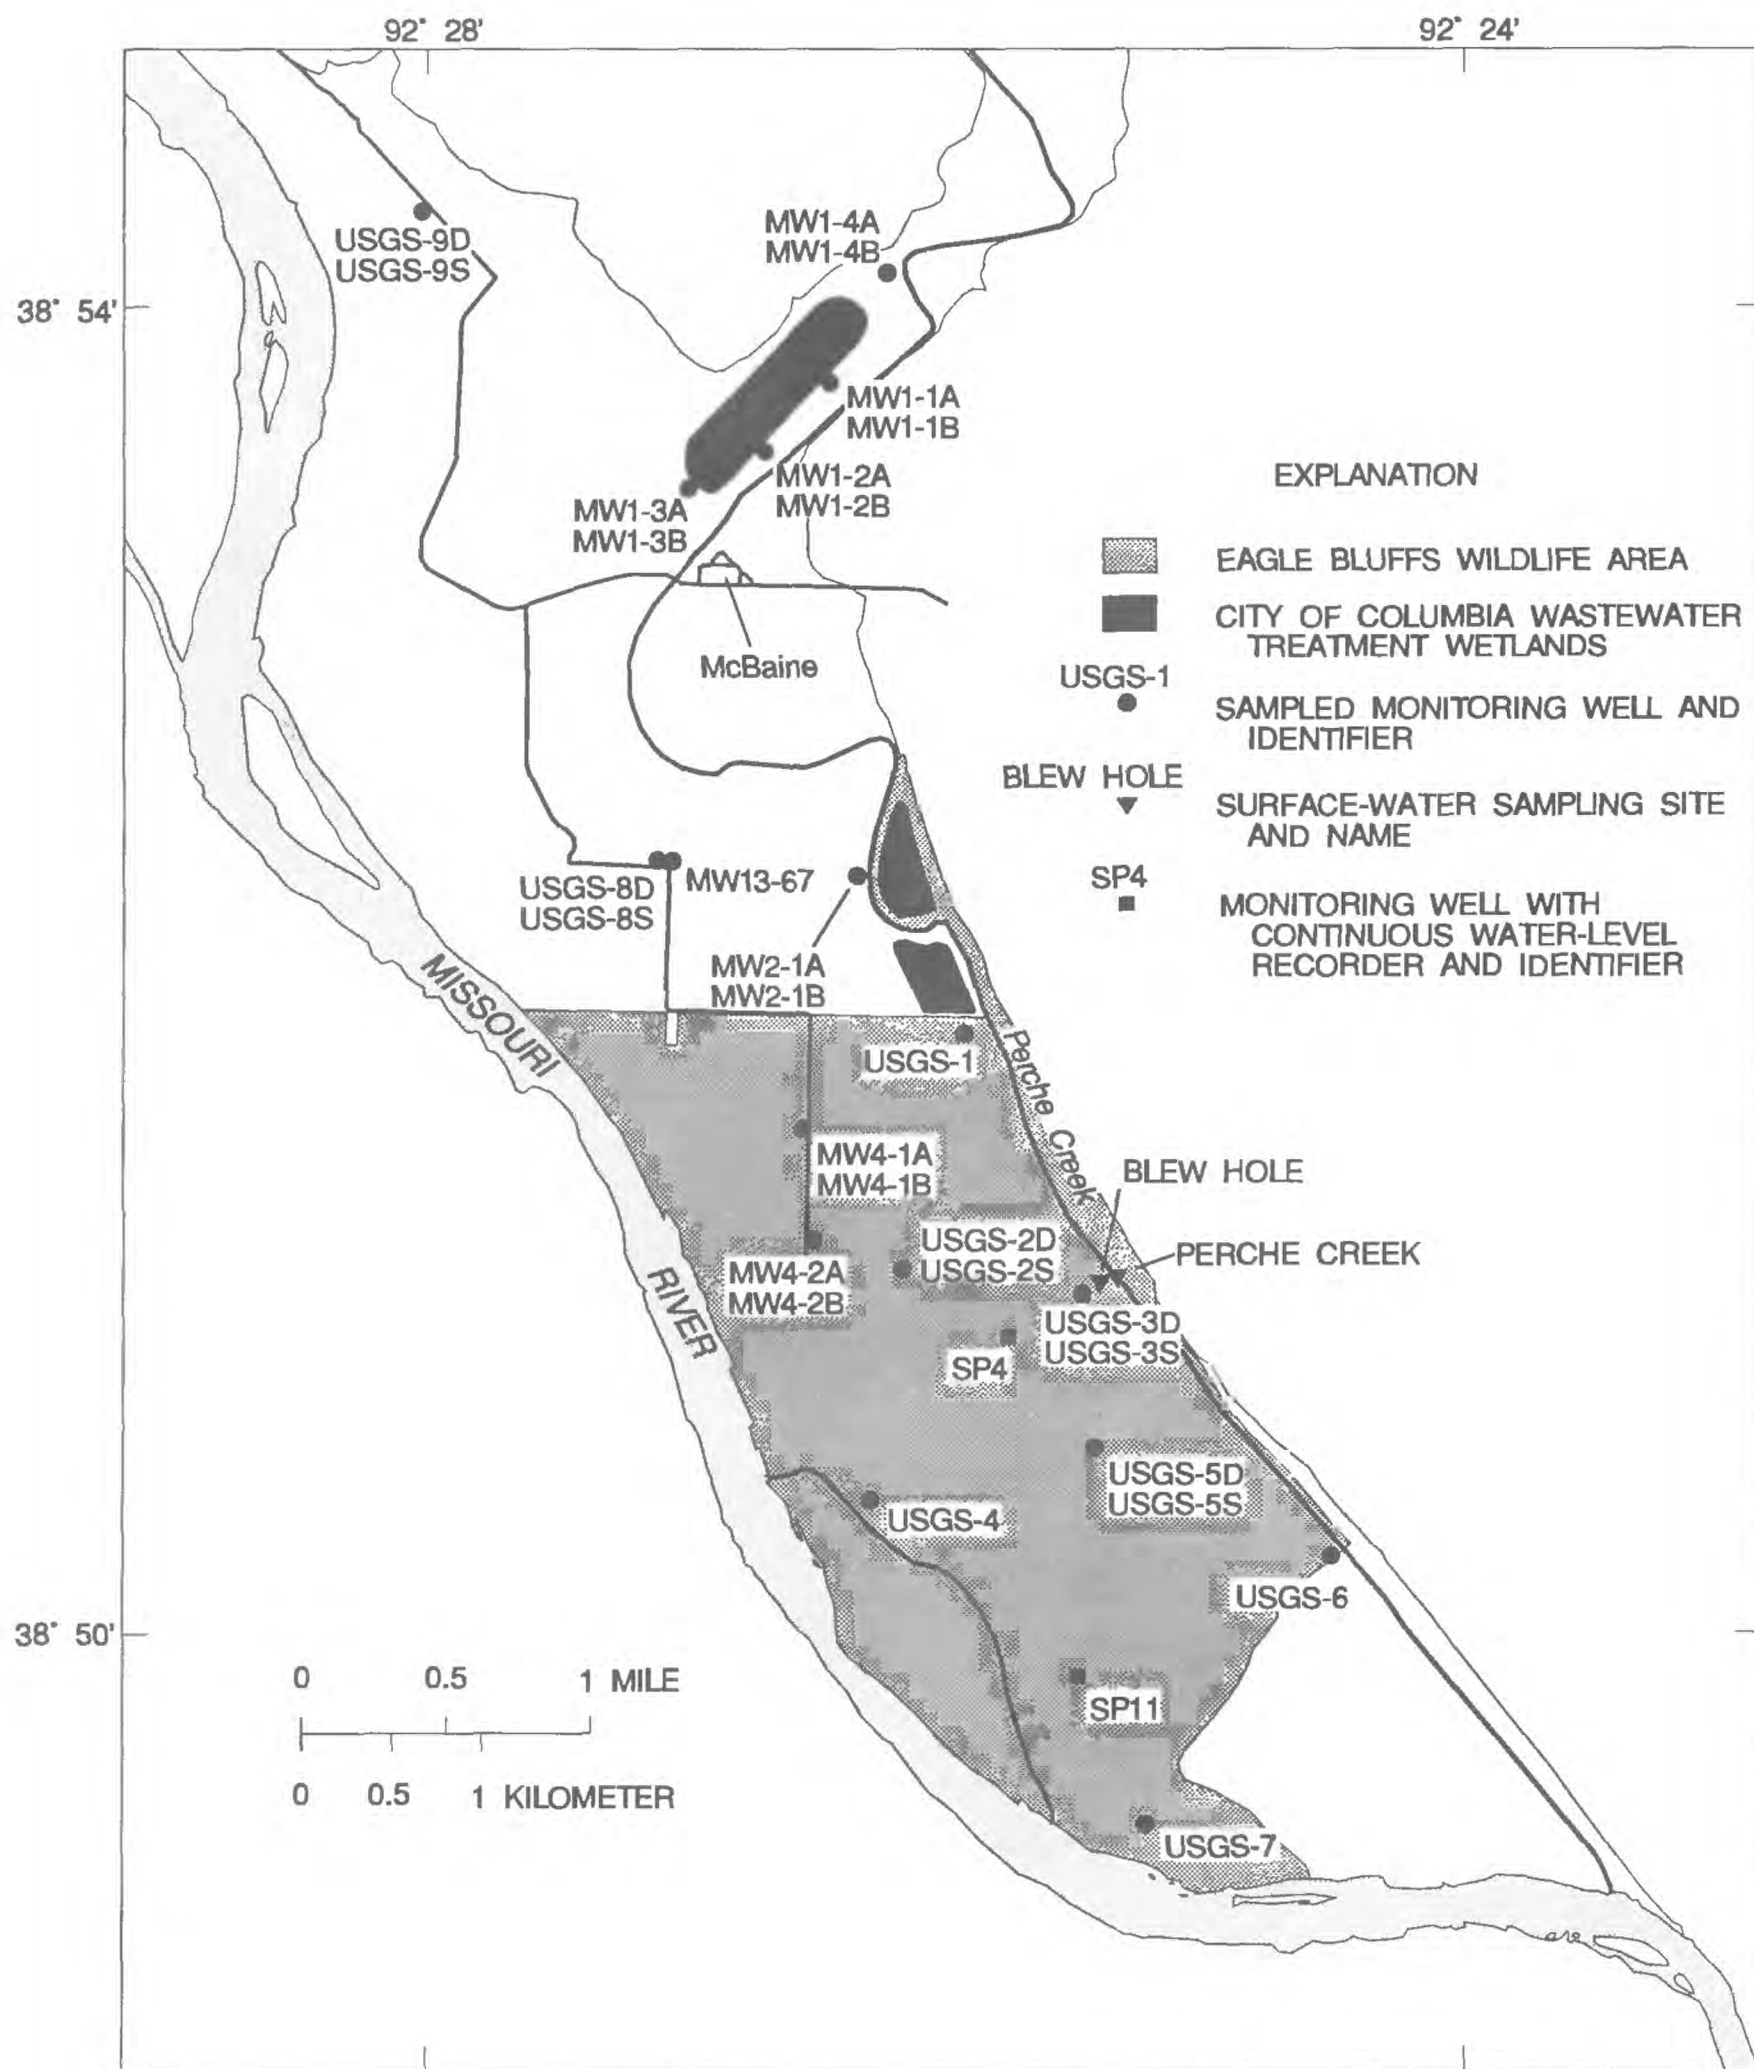 92° 28'
92° 24'
USGS-9D
USGS-9S
MW1-4A
MW1-4B
38° 54'
MW1-1A
MW1-1B
MW1-2A
MW1-2B
MW1-3A
MW1-3B
McBaine
EXPLANATION
EAGLE BLUFFS WILDLIFE AREA
CITY OF COLUMBIA WASTEWATER
TREATMENT WETLANDS
USGS-1
SAMPLED MONITORING WELL AND
IDENTIFIER
BLEW HOLE
SURFACE-WATER SAMPLING SITE
AND NAME
SP4
MONITORING WELL WITH
CONTINUOUS WATER-LEVEL
RECORDER AND IDENTIFIER
USGS-8D
USGS-8S
MW13-67
MW2-1A
MW2-1B
MISSOURI
RIVER
USGS-1
Perche Creek
MW4-1A
MW4-1B
BLEW HOLE
PERCHE CREEK
USGS-2D
USGS-2S
MW4-2A
MW4-2B
USGS-3D
USGS-3S
SP4
USGS-5D
USGS-5S
USGS-4
USGS-6
38° 50'
SP11
USGS-7
0 0.5 1 MILE
0 0.5 1 KILOMETER